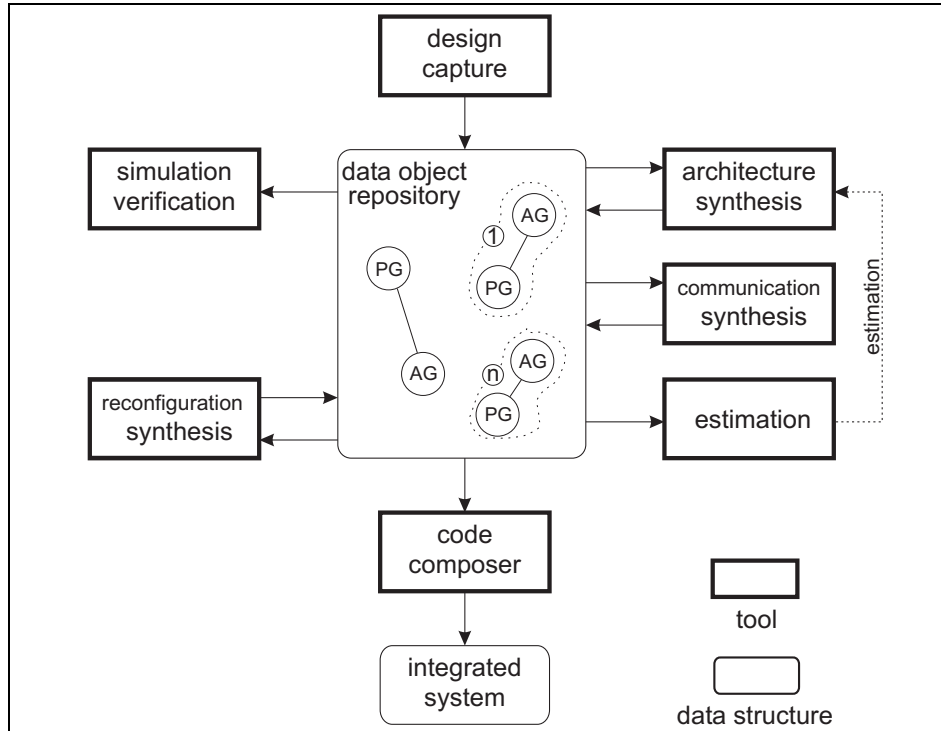 design
capture
simulation
verification
data object
repository
AG
1
PG
PG
AG
AG
n
PG
architecture
synthesis
communication
synthesis
estimation
reconfiguration
synthesis
estimation
code
composer
tool
integrated
system
data structure